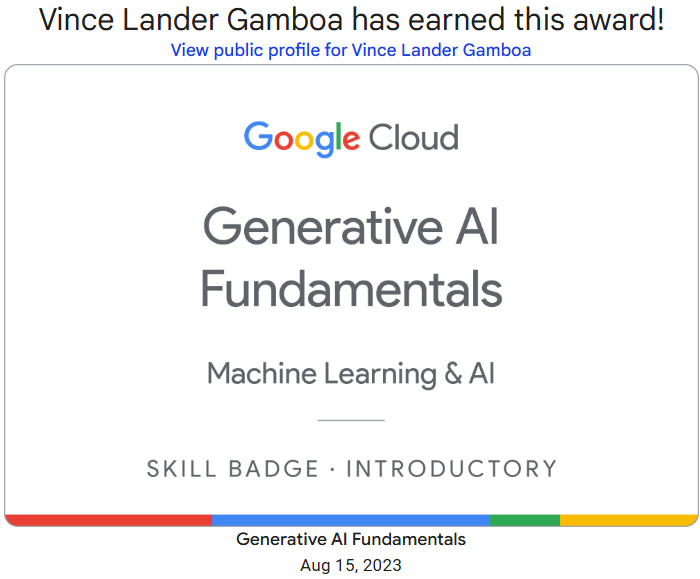 Vince Lander Gamboa has earned this award!
View public profile for Vince Lander Gamboa
Google Cloud
Generative AI
Fundamentals
Machine Learning & AI
SKILL BADGE · INTRODUCTORY
Generative AI Fundamentals
Aug 15, 2023